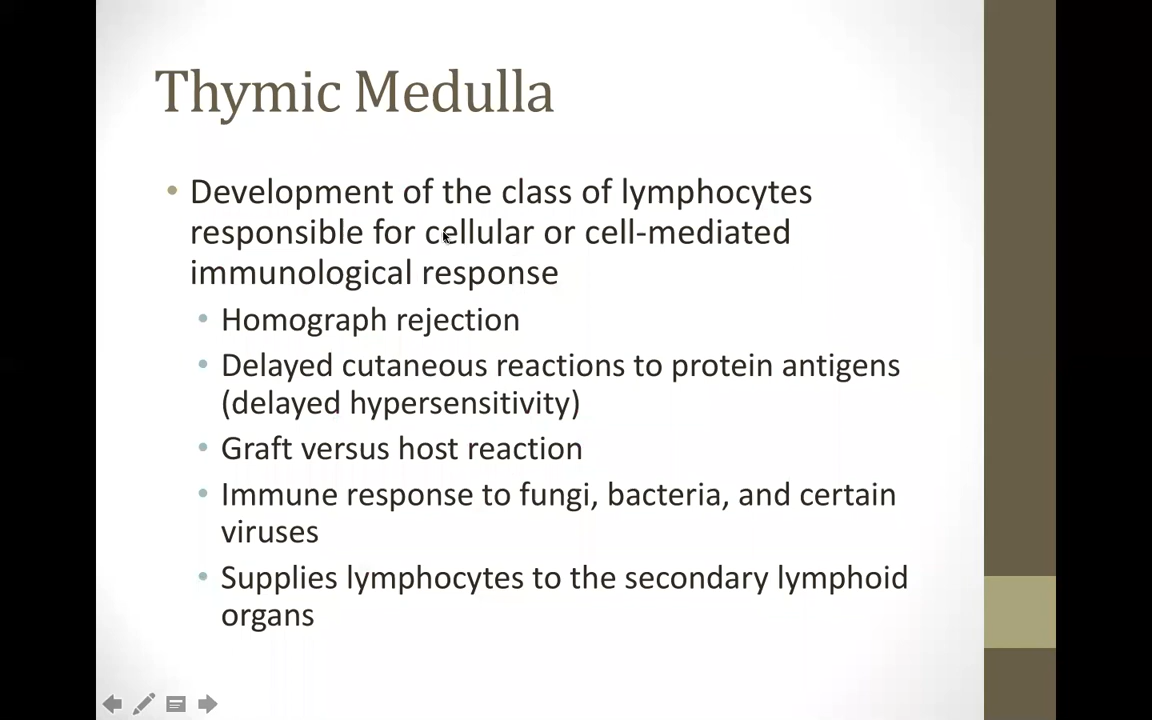 Thymic Medulla
• Development of the class of lymphocytes
responsible for cellular or cell-mediated
immunological response
• Homograph rejection
• Delayed cutaneous reactions to protein antigens
(delayed hypersensitivity)
• Graft versus host reaction
• Immune response to fungi, bacteria, and certain
viruses
• Supplies lymphocytes to the secondary lymphoid
organs